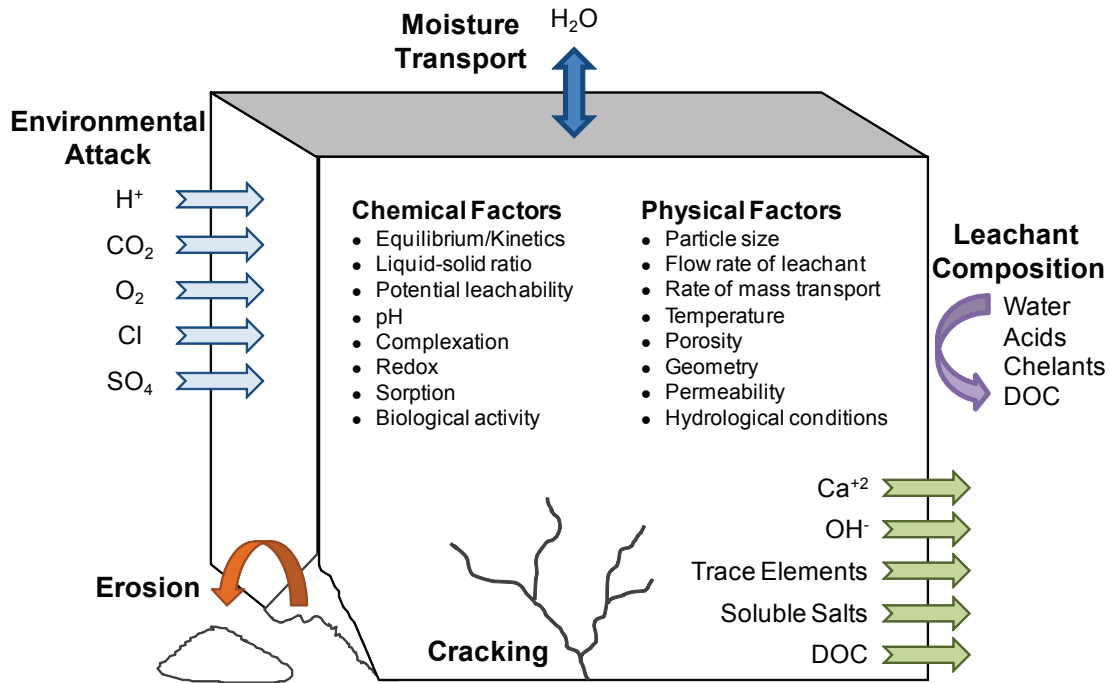 Moisture
Transport
H₂O
Environmental
Attack
H⁺
CO₂
O₂
Cl
SO₄
Chemical Factors
• Equilibrium/Kinetics
• Liquid-solid ratio
• Potential leachability
• pH
• Complexation
• Redox
• Sorption
• Biological activity
Physical Factors
• Particle size
• Flow rate of leachant
• Rate of mass transport
• Temperature
• Porosity
• Geometry
• Permeability
• Hydrological conditions
Leachant
Composition
Water
Acids
Chelants
DOC
Ca⁺²
OH⁻
Trace Elements
Soluble Salts
DOC
Erosion
Cracking